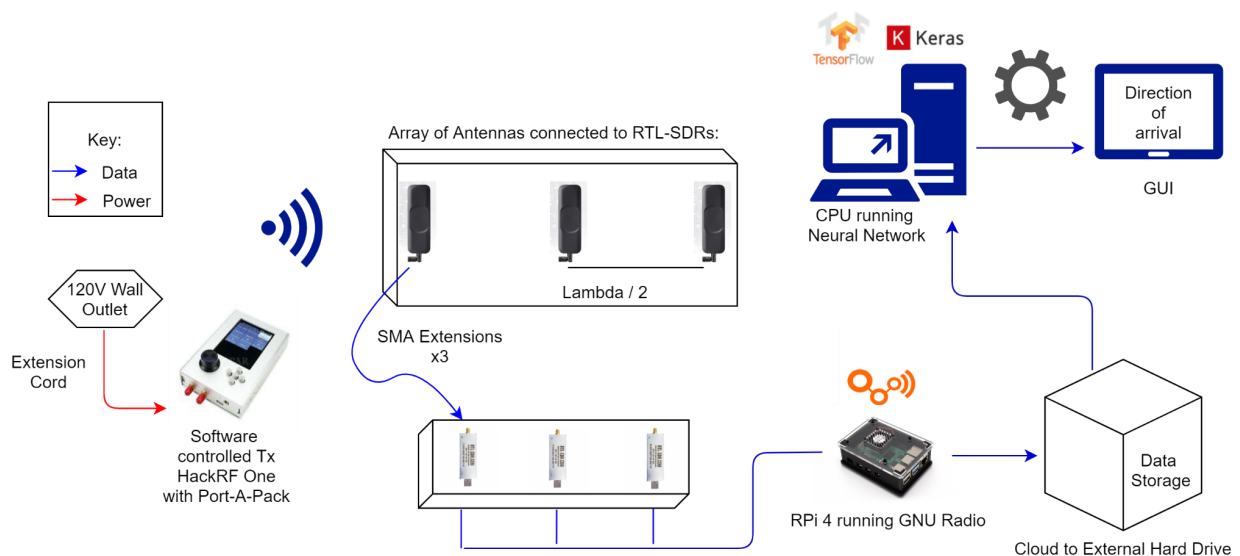 TensorFlow
Keras
Key:
Data
Power
Array of Antennas connected to RTL-SDRs:
Direction
of
arrival
GUI
CPU running
Neural Network
120V Wall
Outlet
Lambda / 2
Extension
Cord
SMA Extensions
x3
Software
controlled Tx
HackRF One
with Port-A-Pack
RPi 4 running GNU Radio
Data
Storage
Cloud to External Hard Drive